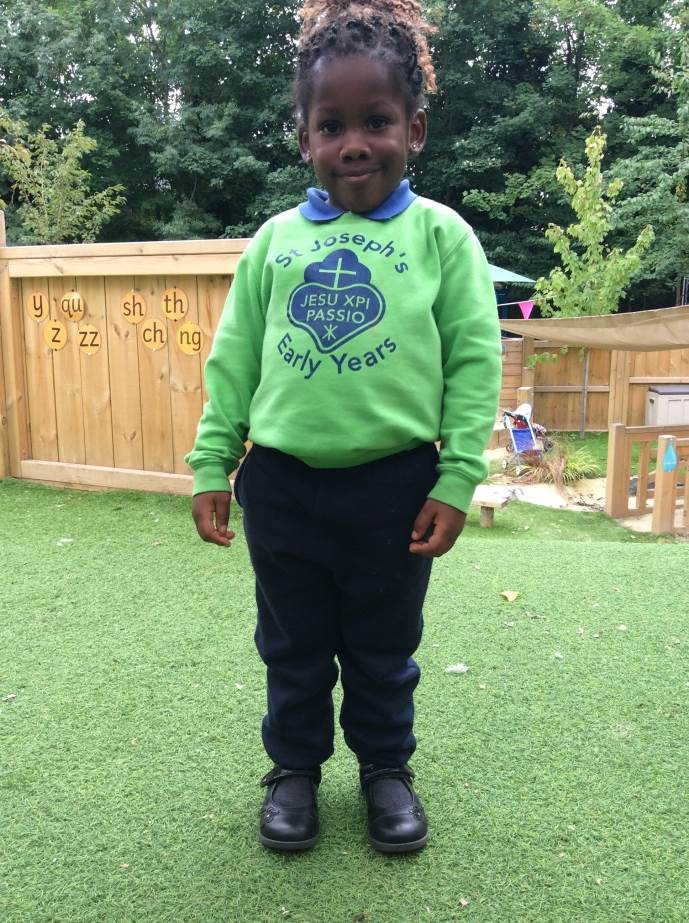 St Joseph's
JESU XPI
PASSIO
Early Years
y qu sh th
z zz ch ng